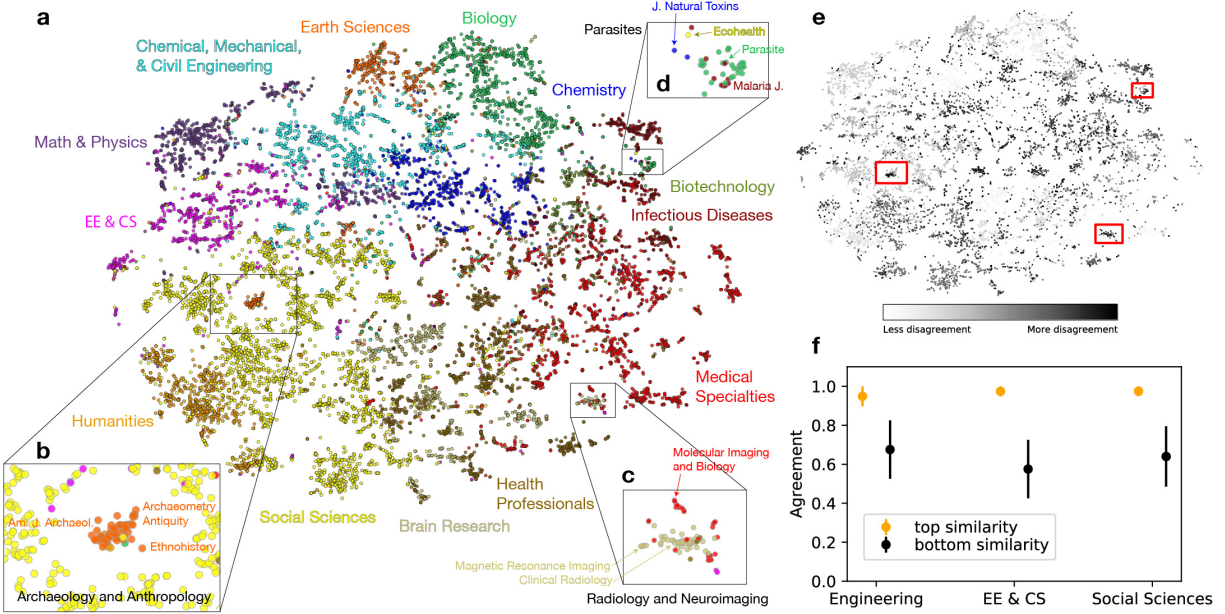 a
Earth Sciences
Biology
Chemical, Mechanical,
& Civil Engineering
Chemistry
Math & Physics
Biotechnology
Infectious Diseases
EE & CS
Medical
Specialties
Humanities
Health
Professionals
Social Sciences
Brain Research
b
Am. J. Archaeol.
Archaeometry
Antiquity
Ethnohistory
Archaeology and Anthropology
c
Molecular Imaging
and Biology
Magnetic Resonance Imaging
Clinical Radiology
Radiology and Neuroimaging
J. Natural Toxins
Parasites
Ecohealth
Parasite
d
Malaria J.
e
Less disagreement
More disagreement
f
Agreement
1.0
0.8
0.6
0.4
0.2
0.0
top similarity
bottom similarity
Engineering
EE & CS
Social Sciences